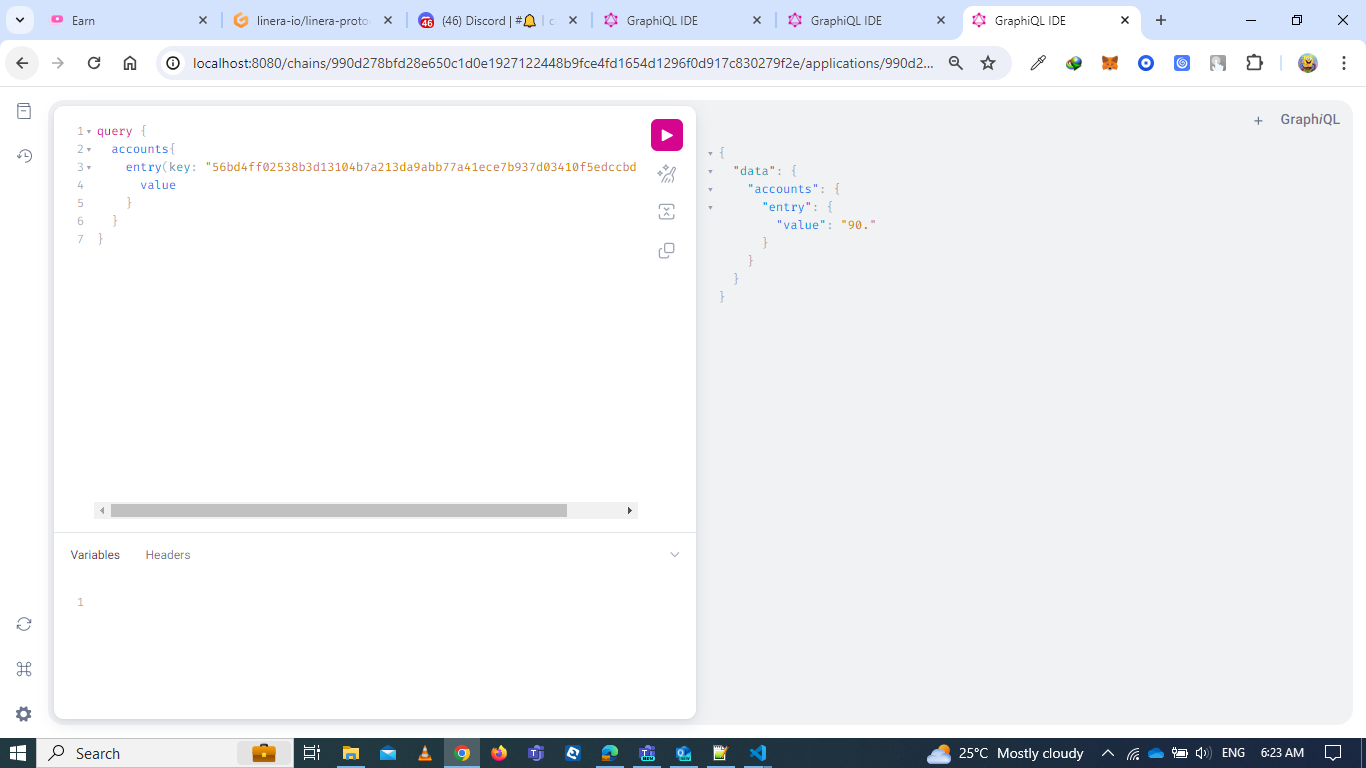 Earn
linera-io/linera-proto
(46) Discord | #🔔 | c
GraphiQL IDE
GraphiQL IDE
GraphiQL IDE
localhost:8080/chains/990d278bfd28e650c1d0e1927122448b9fce4fd1654d1296f0d917c830279f2e/applications/990d2...
GraphiQL
1 query {
2 accounts{
3 entry(key: "56bd4ff02538b3d13104b7a213da9abb77a41ece7b937d03410f5edccbd
4 value
5 }
6 }
7 }
{
"data": {
"accounts": {
"entry": {
"value": "90."
}
}
}
}
Variables Headers
1
Search
25°C Mostly cloudy
ENG
6:23 AM